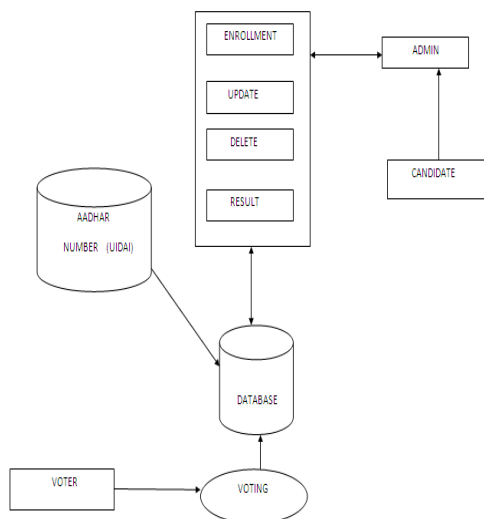 ENROLLMENT
ADMIN
UPDATE
DELETE
CANDIDATE
RESULT
AADHAR
NUMBER (UIDAI)
DATABASE
VOTER
VOTING